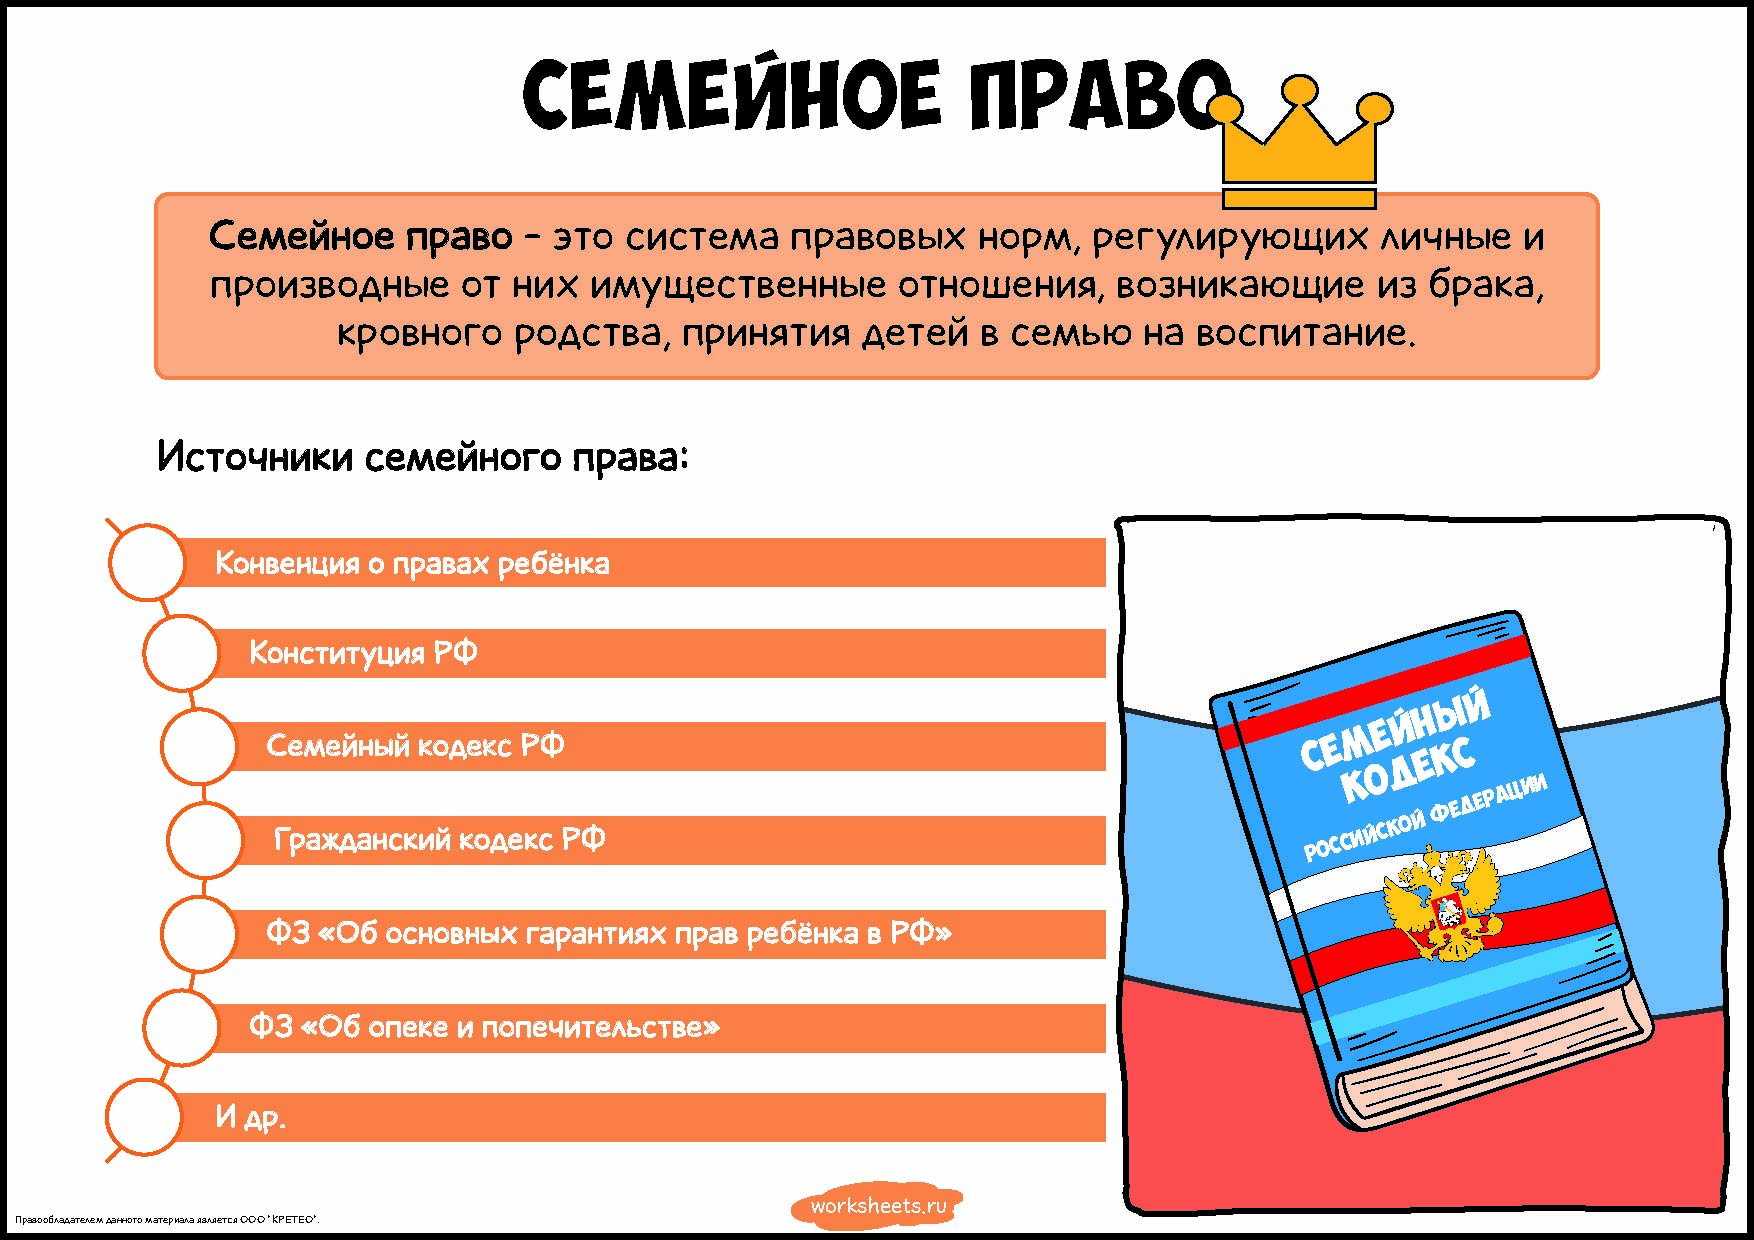 СЕМЕЙНОЕ ПРАВО
Семейное право – это система правовых норм, регулирующих личные и
производные от них имущественные отношения, возникающие из брака,
кровного родства, принятия детей в семью на воспитание.
Источники семейного права:
Конвенция о правах ребёнка
Конституция РФ
Семейный кодекс РФ
Гражданский кодекс РФ
ФЗ «Об основных гарантиях прав ребёнка в РФ»
ФЗ «Об опеке и попечительстве»
И др.
СЕМЕЙНЫЙ
КОДЕКС
РОССИЙСКОЙ ФЕДЕРАЦИИ
worksheets.ru
Правообладателем данного материала является ООО "КРЕТЕО".